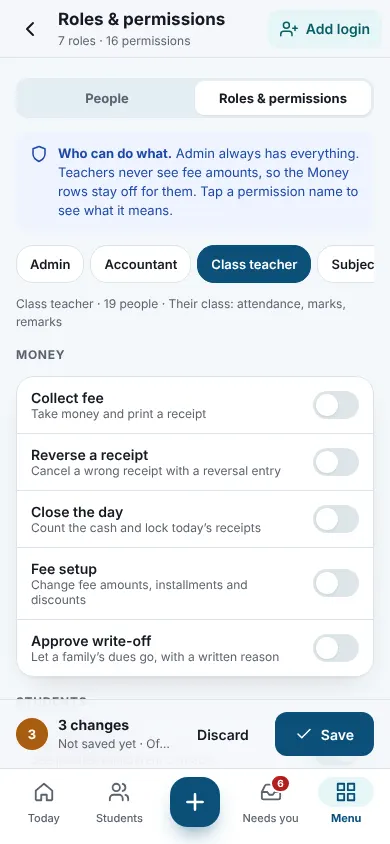 Roles & permissions
7 roles · 16 permissions
Add login
People
Roles & permissions
Who can do what. Admin always has everything.
Teachers never see fee amounts, so the Money
rows stay off for them. Tap a permission name to
see what it means.
Admin
Accountant
Class teacher
Subjec
Class teacher · 19 people · Their class: attendance, marks,
remarks
MONEY
Collect fee
Take money and print a receipt
Reverse a receipt
Cancel a wrong receipt with a reversal entry
Close the day
Count the cash and lock today's receipts
Fee setup
Change fee amounts, installments and
discounts
Approve write-off
Let a family's dues go, with a written reason
STUDENTS
3
3 changes
Not saved yet · Of...
Discard
Save
Today
Students
6
Needs you
Menu